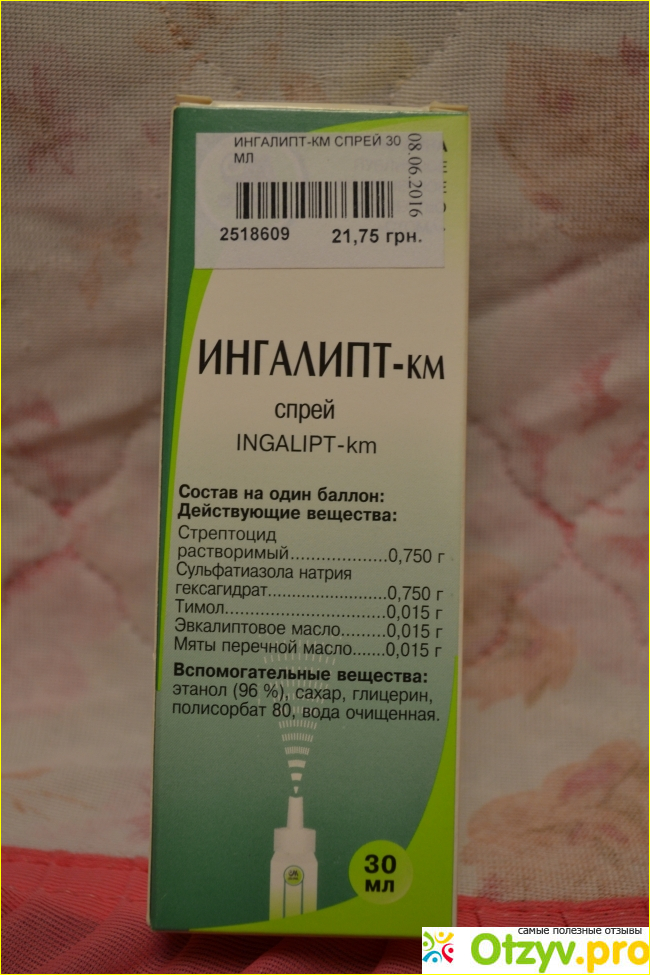 ИНГАЛИПТ-КМ СПРЕЙ 30
МЛ
08.06.2016
2518609 21,75 грн.
ИНГАЛИПТ-КМ
спрей
INGALIPT-km
Состав на один баллон:
Действующие вещества:
Стрептоцид
растворимый......................0,750 г
Сульфатиазола натрия
гексагидрат..........................0,750 г
Тимол...................................0,015 г
Эвкалиптовое масло..........0,015 г
Мяты перечной масло.......0,015 г
Вспомогательные вещества:
этанол (96 %), сахар, глицерин,
полисорбат 80, вода очищенная.
30
МЛ
самые полезные отзывы
Otzyv.pro